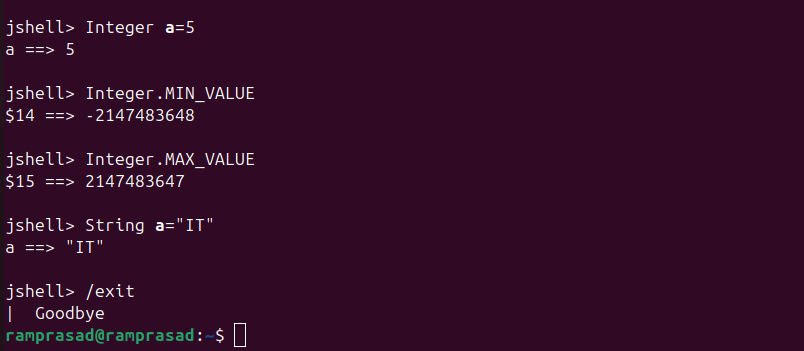 jshell> Integer a=5
a ==> 5
jshell> Integer.MIN_VALUE
$14 ==> -2147483648
jshell> Integer.MAX_VALUE
$15 ==> 2147483647
jshell> String a="IT"
a ==> "IT"
jshell> /exit
|  Goodbye
ramprasad@ramprasad:~$